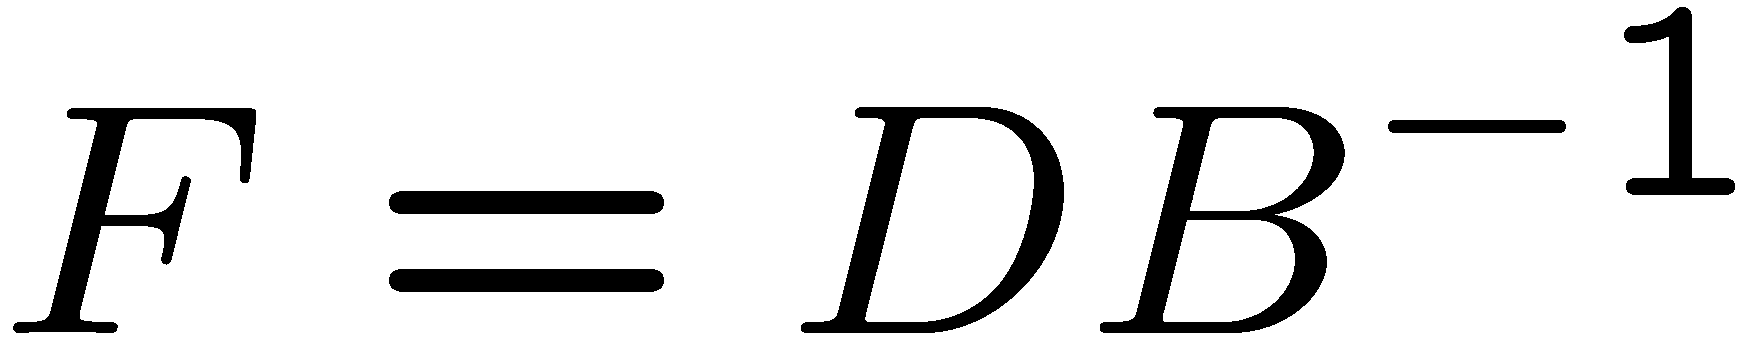 F = DB⁻¹